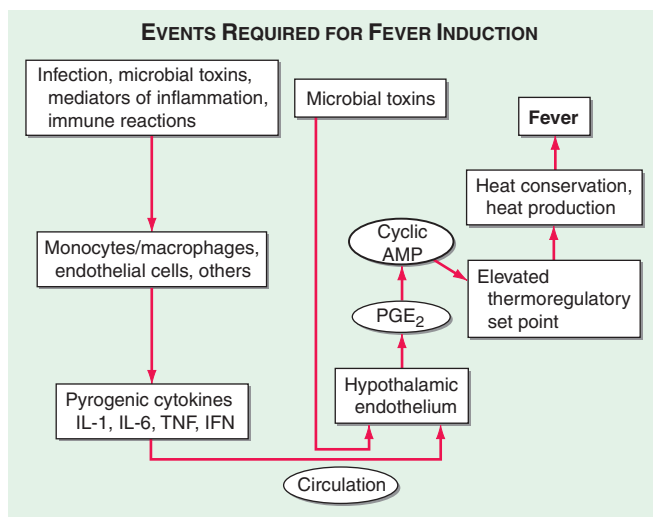 EVENTS REQUIRED FOR FEVER INDUCTION
Infection, microbial toxins,
mediators of inflammation,
immune reactions
Microbial toxins
Fever
Heat conservation,
heat production
Monocytes/macrophages,
endothelial cells, others
Cyclic
AMP
Elevated
thermoregulatory
set point
PGE₂
Pyrogenic cytokines
IL-1, IL-6, TNF, IFN
Hypothalamic
endothelium
Circulation